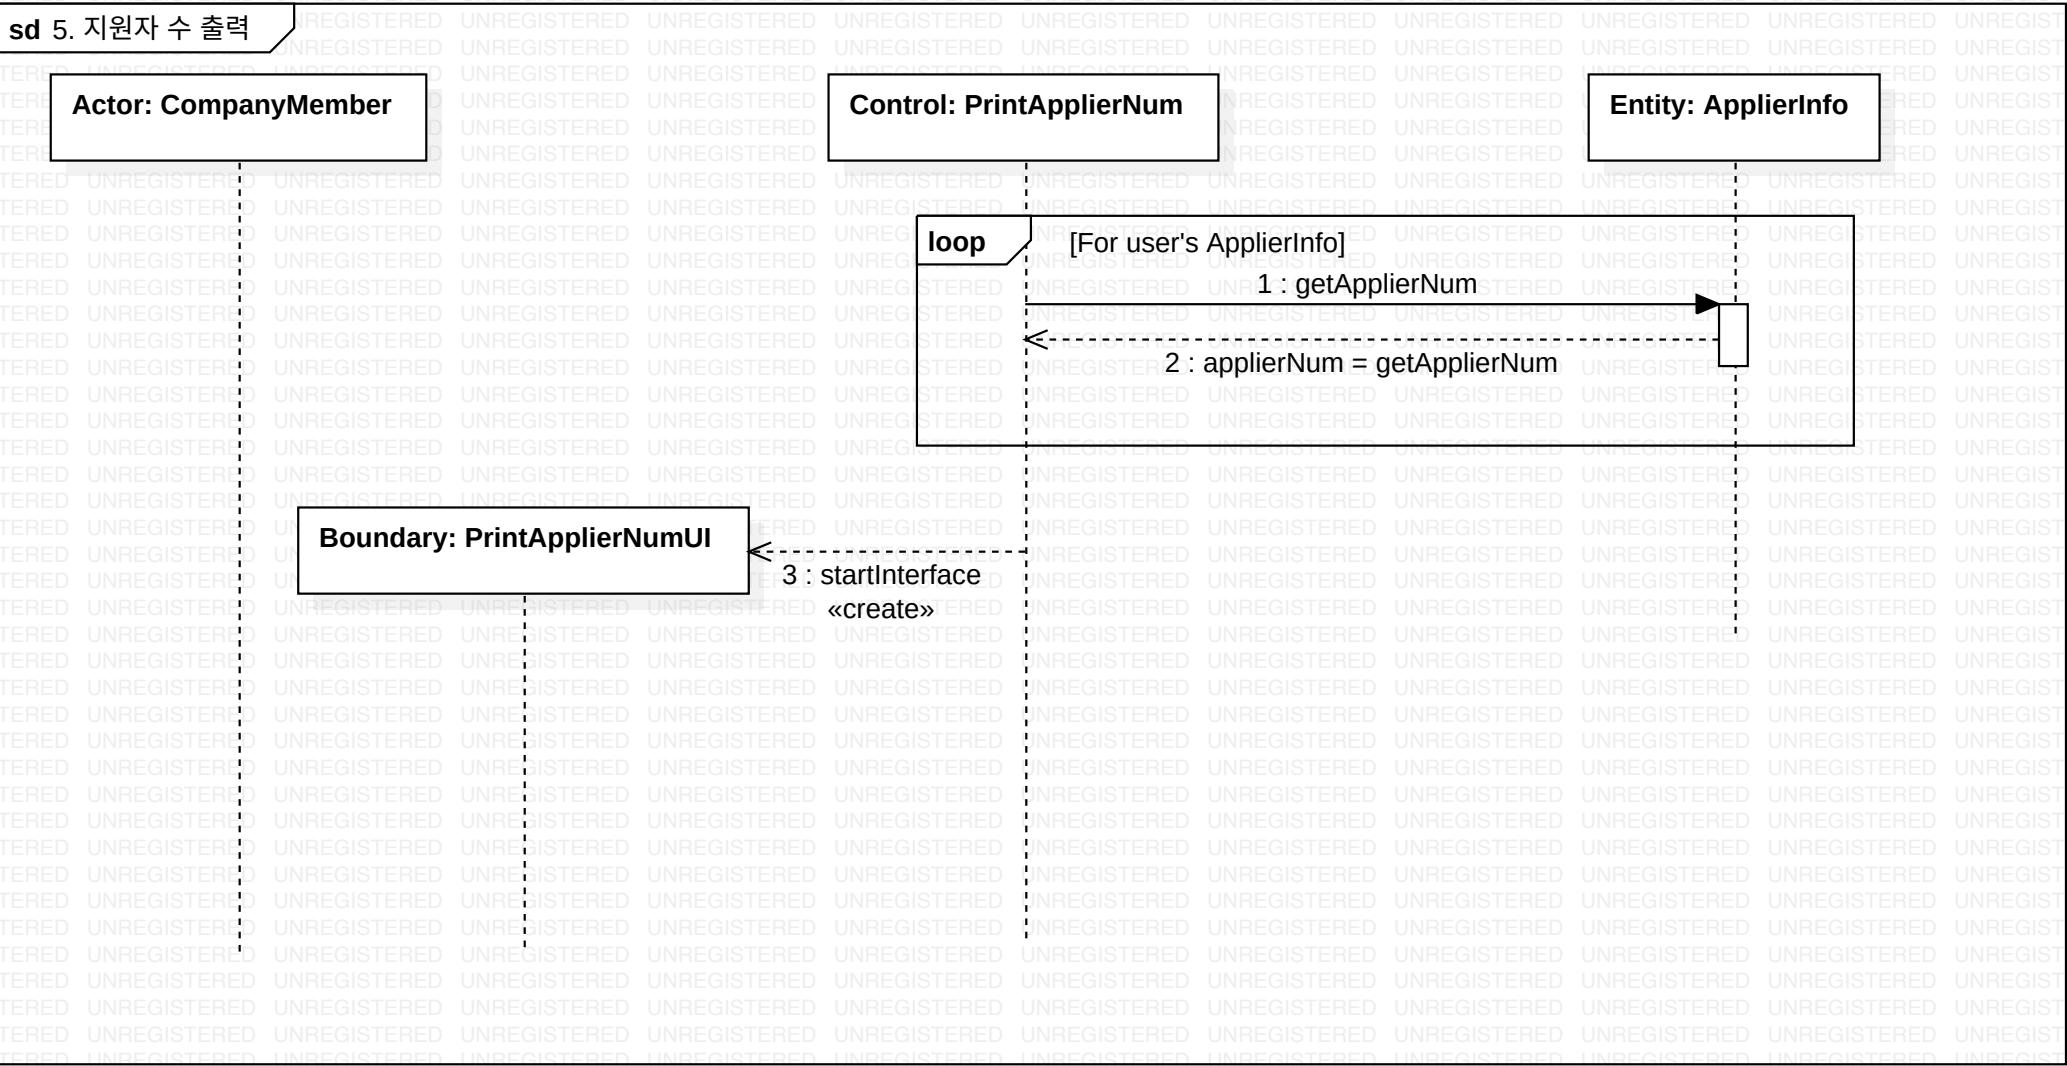 sd 5. 지원자 수 출력
Actor: CompanyMember
Control: PrintApplierNum
Entity: ApplierInfo
loop [For user's ApplierInfo]
1 : getApplierNum
2 : applierNum = getApplierNum
Boundary: PrintApplierNumUI
3 : startInterface
«create»
UNREGISTERED